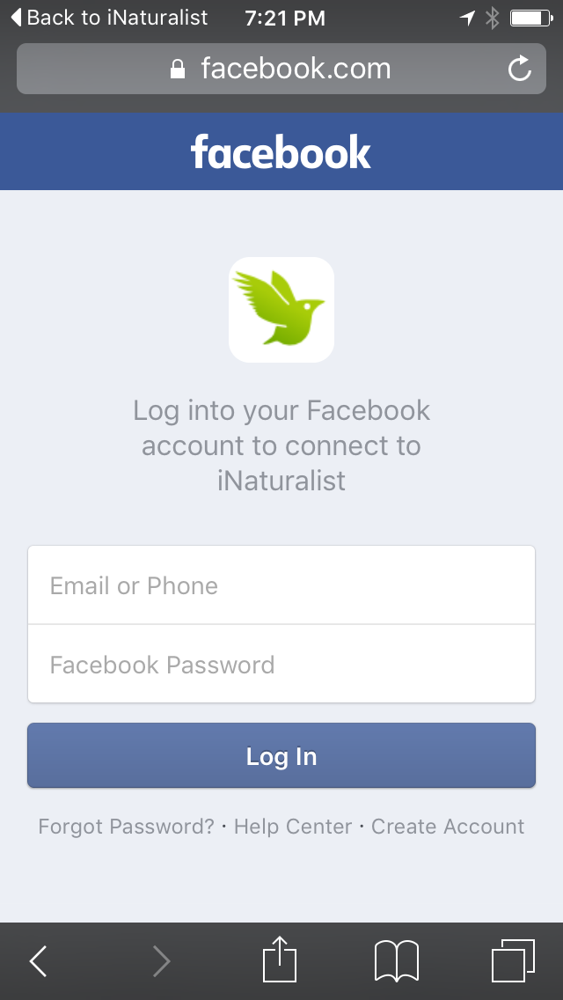 Back to iNaturalist 7:21 PM
facebook.com
facebook
Log into your Facebook
account to connect to
iNaturalist
Email or Phone
Facebook Password
Log In
Forgot Password? · Help Center · Create Account